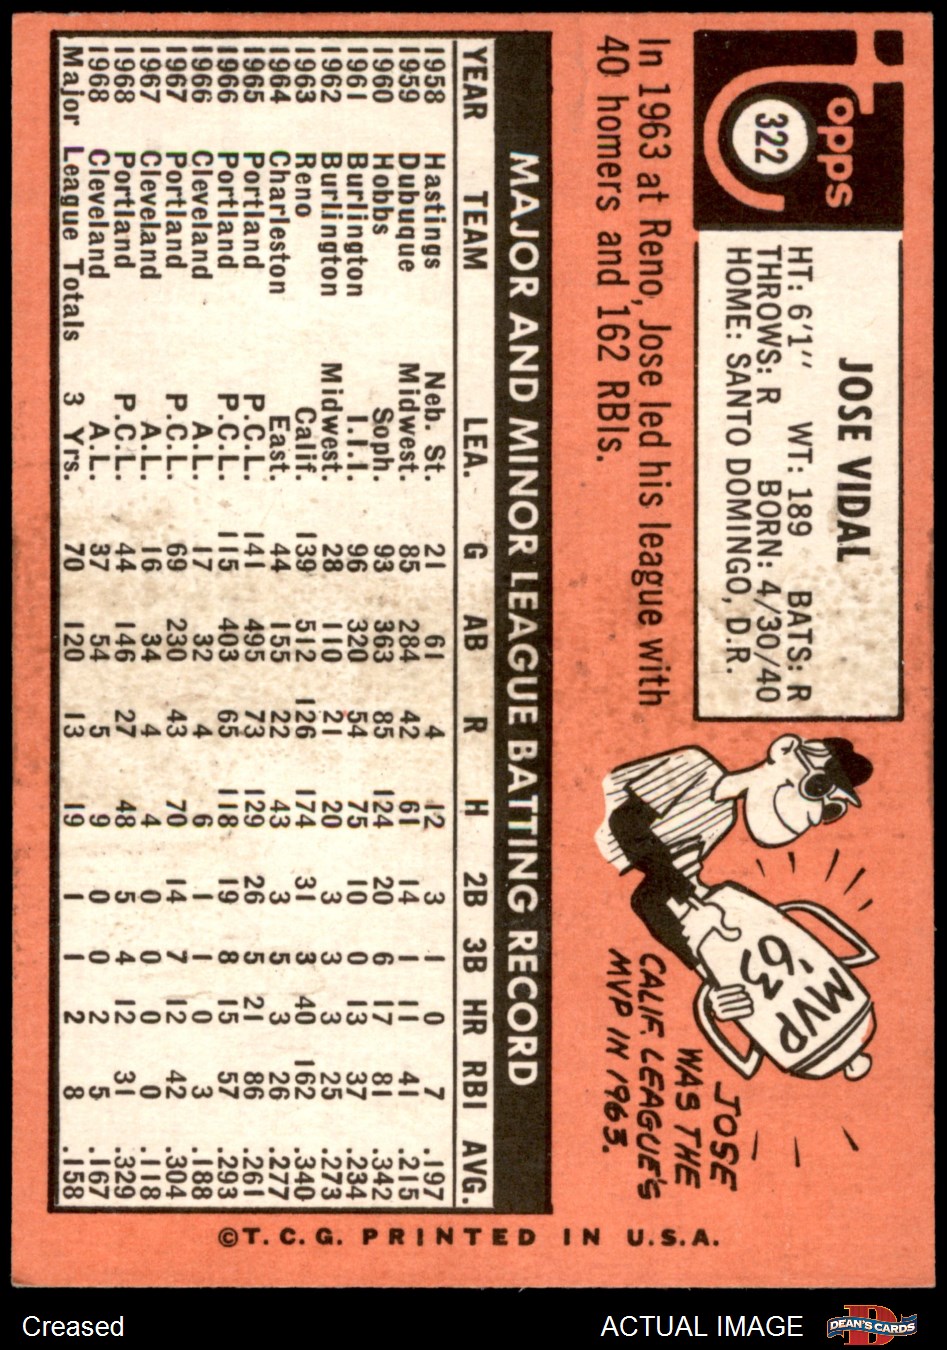 Topps
322
JOSE VIDAL
HT: 6'1" WT: 189 BATS: R
THROWS: R BORN: 4/30/40
HOME: SANTO DOMINGO, D.R.
In 1963 at Reno, Jose led his league with
40 homers and 162 RBIs.
MVP
-63
JOSE
WAS THE
CALIF. LEAGUE'S
MVP IN 1963.
MAJOR AND MINOR LEAGUE BATTING RECORD
YEAR TEAM LEA. G AB R H 2B 3B HR RBI AVG.
1958 Hastings Neb. St. 21 61 4 12 3 1 0 7 .197
1959 Dubuque Midwest. 85 284 42 61 14 1 11 41 .215
1960 Hobbs Soph. 93 363 85 124 20 6 17 81 .342
1961 Burlington I.I.I. 96 320 54 75 10 0 13 37 .234
1962 Burlington Midwest. 28 110 21 20 3 3 3 25 .273
1963 Reno Calif. 139 512 126 174 31 3 40 162 .340
1964 Charleston East. 44 155 22 43 3 5 3 26 .277
1965 Portland P.C.L. 141 495 73 129 26 5 21 86 .261
1966 Portland P.C.L. 115 403 65 118 19 8 15 57 .293
1966 Cleveland A.L. 17 32 4 6 1 1 0 3 .188
1967 Portland P.C.L. 69 230 43 70 14 7 12 42 .304
1967 Cleveland A.L. 16 34 4 4 0 0 0 0 .118
1968 Portland P.C.L. 44 146 27 48 5 4 12 31 .329
1968 Cleveland A.L. 37 54 5 9 0 0 2 5 .167
Major League Totals 3 Yrs. 70 120 13 19 1 1 2 8 .158
©T.C.G. PRINTED IN U.S.A.
Creased
ACTUAL IMAGE
D
DEAN'S CARDS